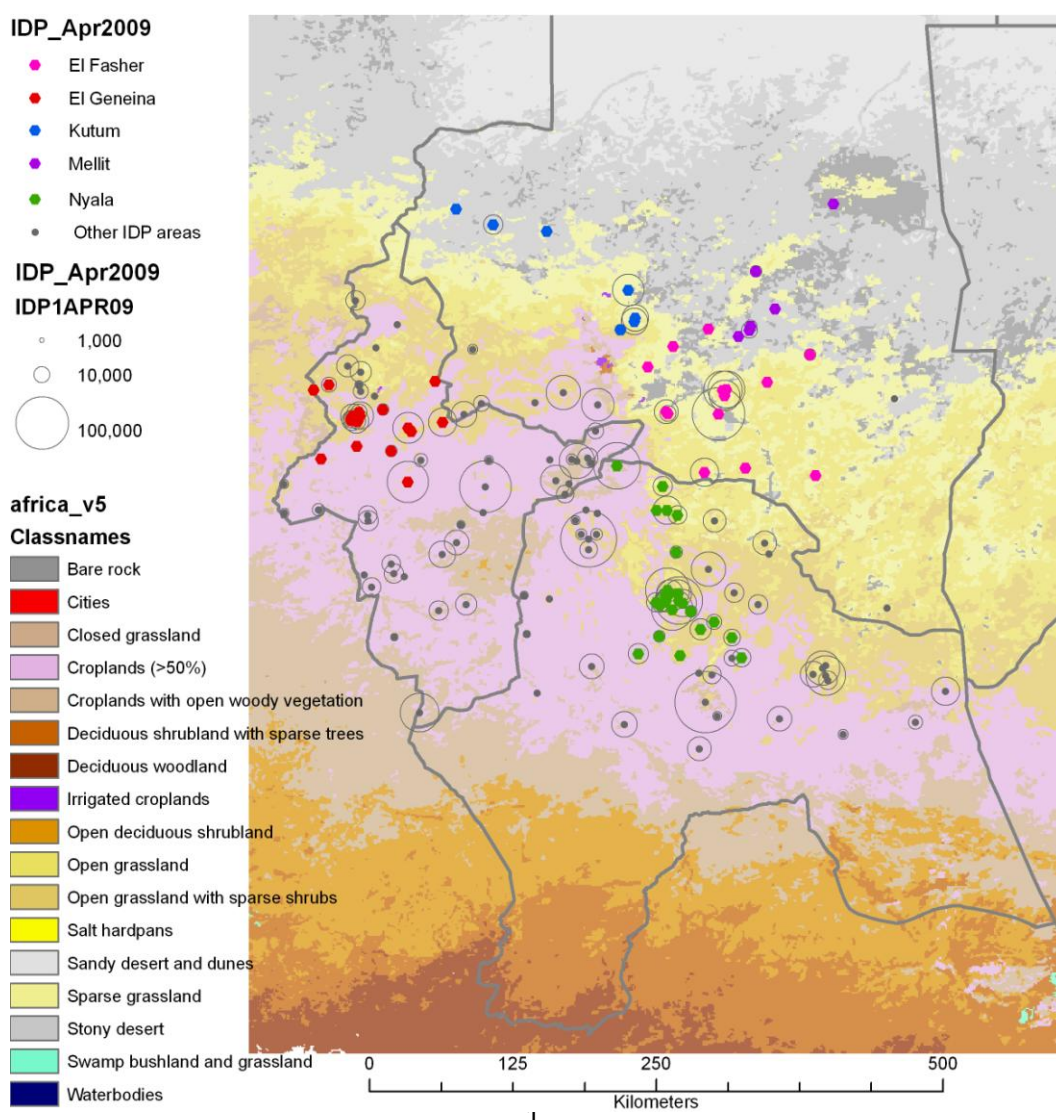 IDP_Apr2009
El Fasher
El Geneina
Kutum
Mellit
Nyala
Other IDP areas
IDP_Apr2009
IDP1APR09
1,000
10,000
100,000
africa_v5
Classnames
Bare rock
Cities
Closed grassland
Croplands (>50%)
Croplands with open woody vegetation
Deciduous shrubland with sparse trees
Deciduous woodland
Irrigated croplands
Open deciduous shrubland
Open grassland
Open grassland with sparse shrubs
Salt hardpans
Sandy desert and dunes
Sparse grassland
Stony desert
Swamp bushland and grassland
Waterbodies
0 125 250 500
Kilometers